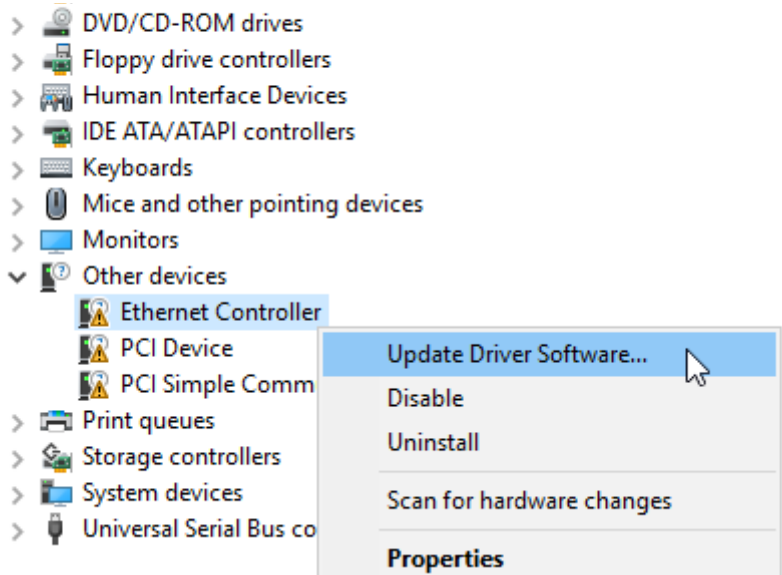 DVD/CD-ROM drives
Floppy drive controllers
Human Interface Devices
IDE ATA/ATAPI controllers
Keyboards
Mice and other pointing devices
Monitors
Other devices
Ethernet Controller
PCI Device
PCI Simple Comm
Print queues
Storage controllers
System devices
Universal Serial Bus co
Update Driver Software...
Disable
Uninstall
Scan for hardware changes
Properties